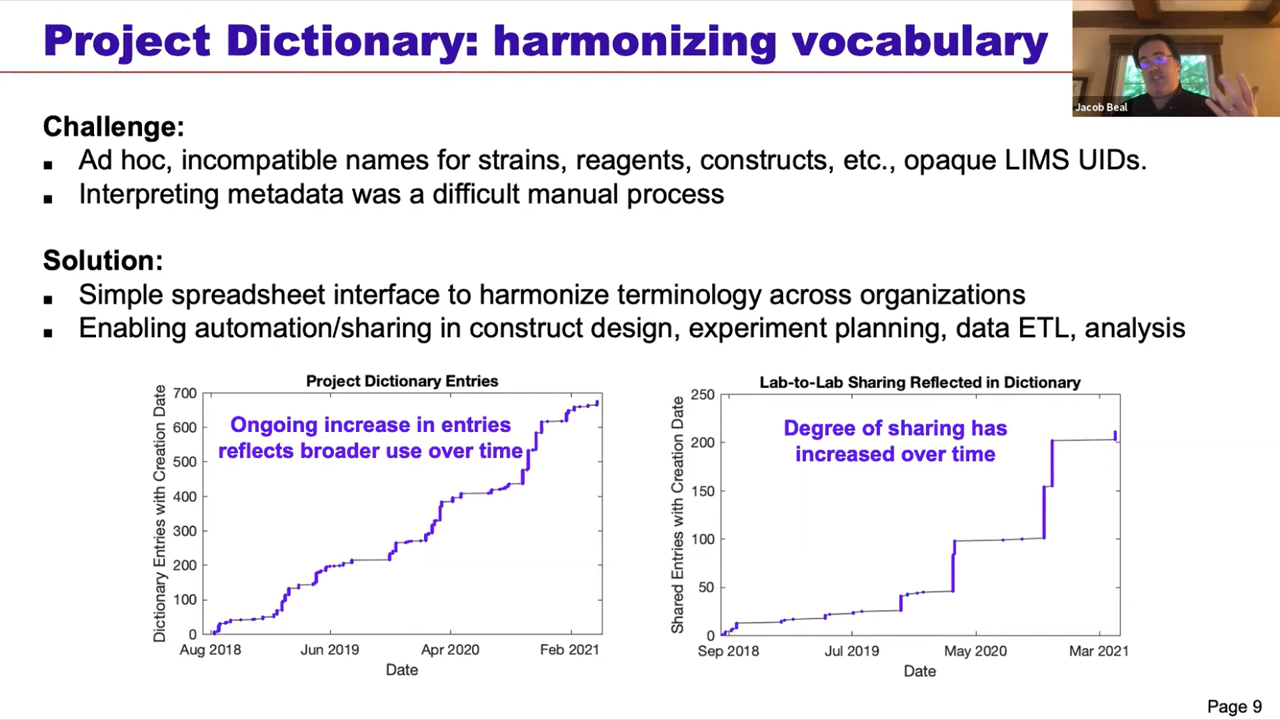 Project Dictionary: harmonizing vocabulary
Jacob Beal
Challenge:
▪ Ad hoc, incompatible names for strains, reagents, constructs, etc., opaque LIMS UIDs.
▪ Interpreting metadata was a difficult manual process
Solution:
▪ Simple spreadsheet interface to harmonize terminology across organizations
▪ Enabling automation/sharing in construct design, experiment planning, data ETL, analysis
Project Dictionary Entries
Dictionary Entries with Creation Date
700
600
500
400
300
200
100
0
Ongoing increase in entries
reflects broader use over time
Aug 2018 Jun 2019 Apr 2020 Feb 2021
Date
Lab-to-Lab Sharing Reflected in Dictionary
Shared Entries with Creation Date
250
200
150
100
50
0
Degree of sharing has
increased over time
Sep 2018 Jul 2019 May 2020 Mar 2021
Date
Page 9